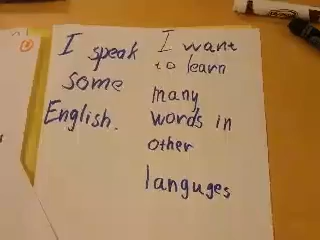 I speak
some
English.
I want
to learn
many
words in
other
languges